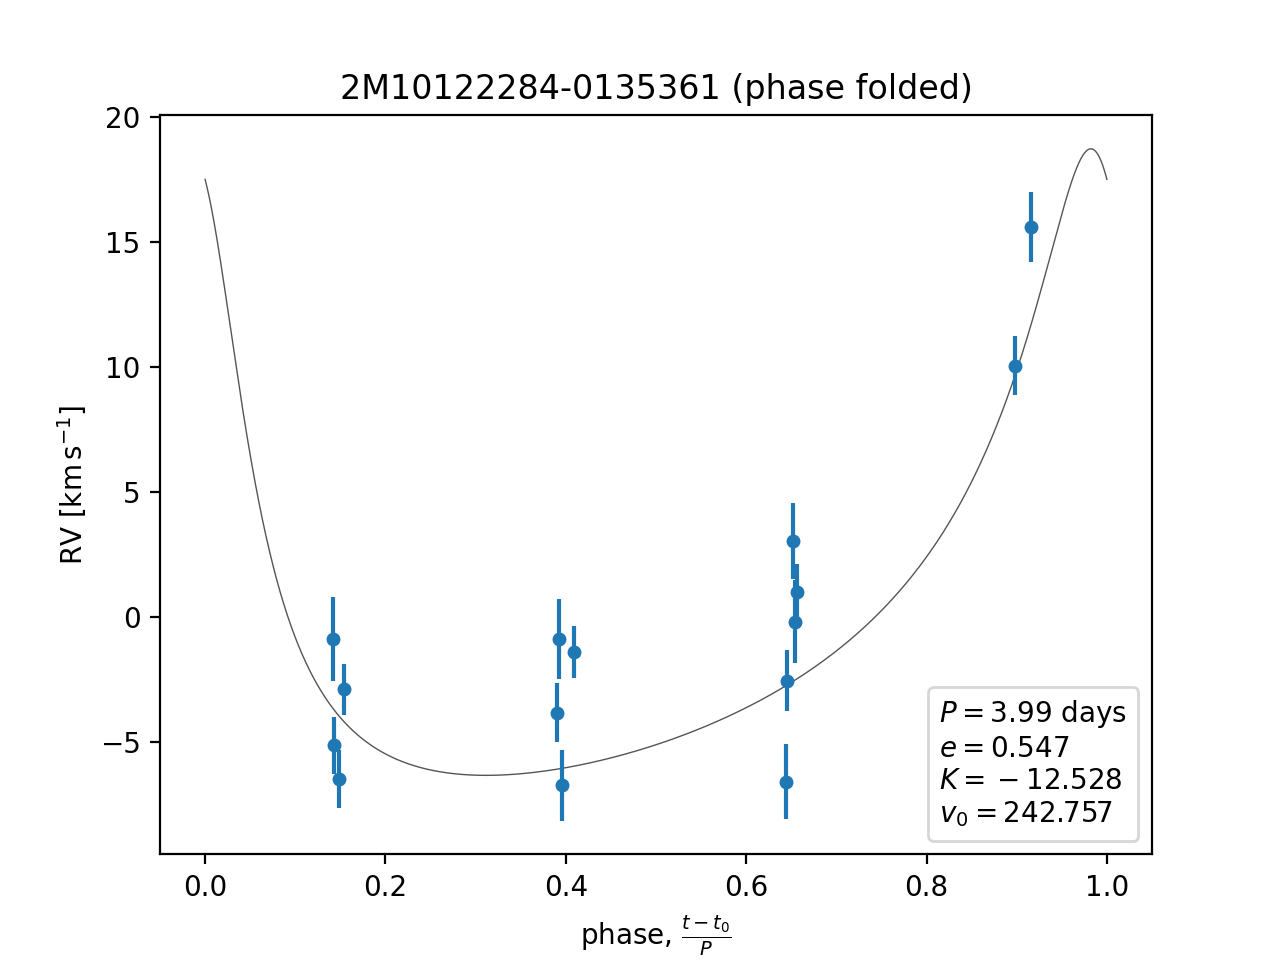 2M10122284-0135361 (phase folded)
20
15
10
5
0
−5
RV [km s⁻¹]
P = 3.99 days
e = 0.547
K = −12.528
v₀ = 242.757
0.0 0.2 0.4 0.6 0.8 1.0
phase, (t − t₀)/P